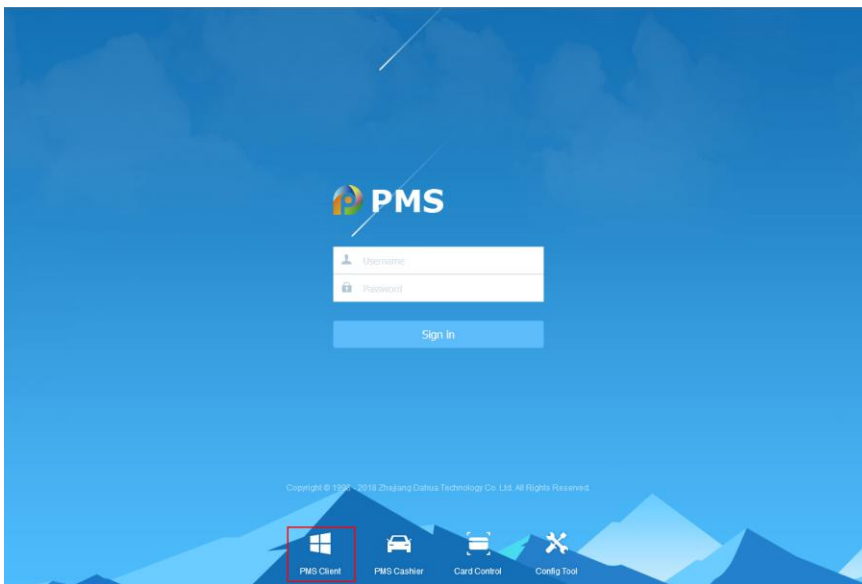 PMS
Username
Password
Sign In
Copyright © 1998 - 2018 Zhejiang Dahua Technology Co. Ltd. All Rights Reserved.
PMS Client
PMS Cashier
Card Control
Config Tool